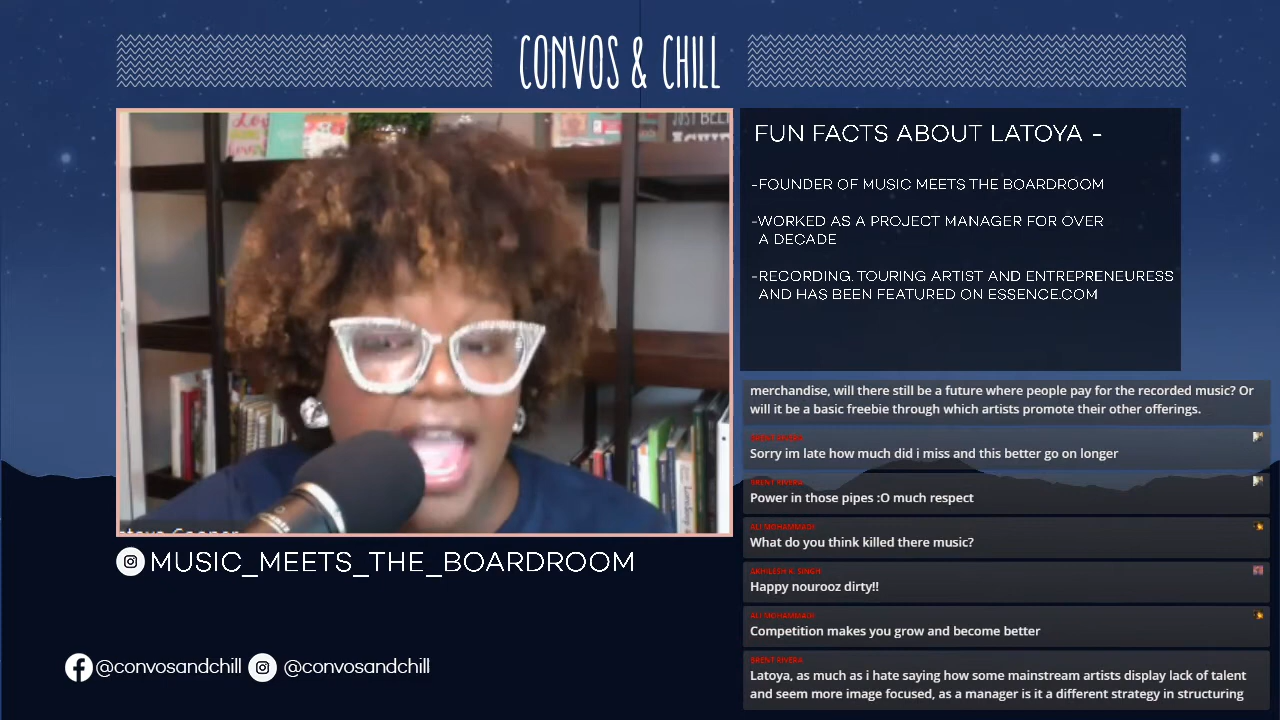 CONVOS & CHILL
Lov
JUST BELI
FUN FACTS ABOUT LATOYA -
-FOUNDER OF MUSIC MEETS THE BOARDROOM
-WORKED AS A PROJECT MANAGER FOR OVER
A DECADE
-RECORDING, TOURING ARTIST AND ENTREPRENEURESS
AND HAS BEEN FEATURED ON ESSENCE.COM
merchandise, will there still be a future where people pay for the recorded music? Or
will it be a basic freebie through which artists promote their other offerings.
Sorry im late how much did i miss and this better go on longer
BRENT RIVERA
Power in those pipes :O much respect
ALI MOHAMMADI
What do you think killed there music?
AKHILESH K. SINGH
Happy nourooz dirty!!
ALI MOHAMMADI
Competition makes you grow and become better
BRENT RIVERA
Latoya, as much as i hate saying how some mainstream artists display lack of talent
and seem more image focused, as a manager is it a different strategy in structuring
MUSIC_MEETS_THE_BOARDROOM
@convosandchill @convosandchill